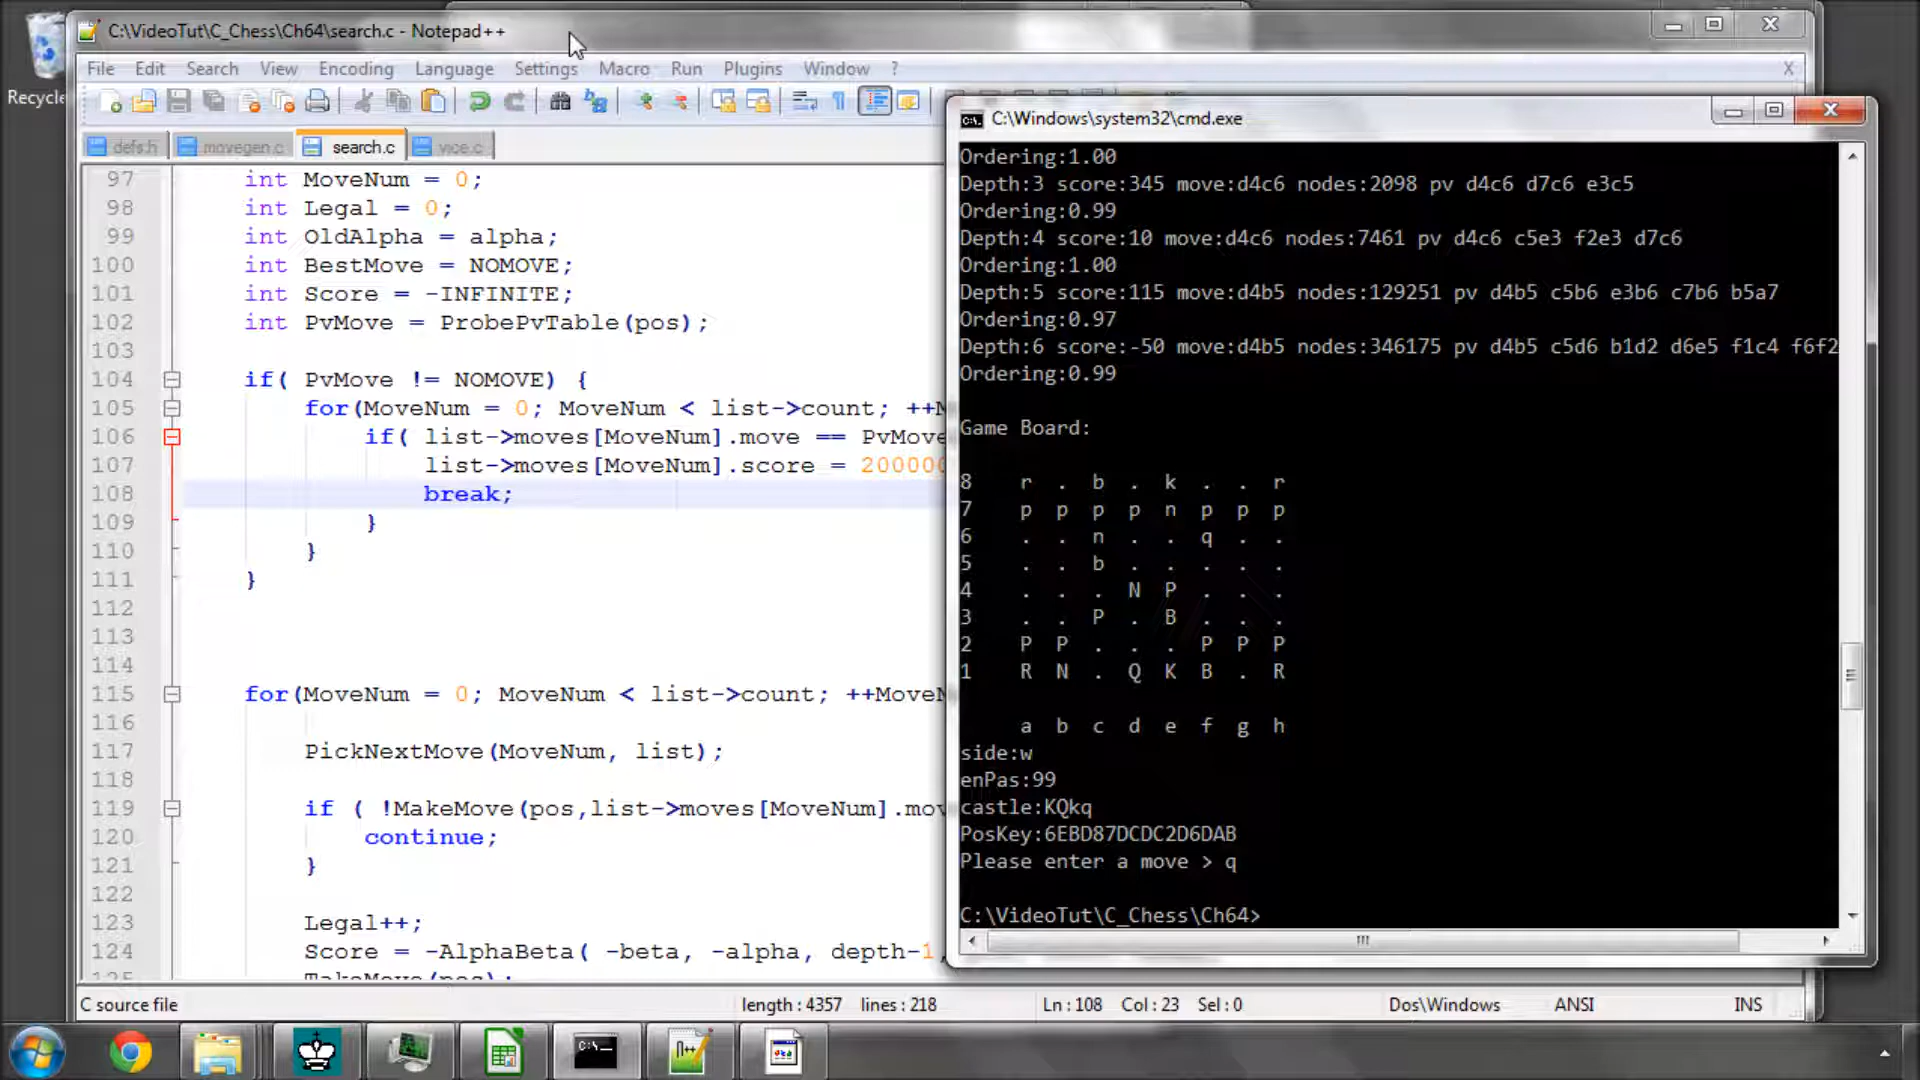 C:\VideoTut\C_Chess\Ch64\search.c - Notepad++
File Edit Search View Encoding Language Settings Macro Run Plugins Window ? X
defs.h movegen.c search.c vice.c
97 int MoveNum = 0;
98 int Legal = 0;
99 int OldAlpha = alpha;
100 int BestMove = NOMOVE;
101 int Score = -INFINITE;
102 int PvMove = ProbePvTable(pos);
103
104 if( PvMove != NOMOVE) {
105 for(MoveNum = 0; MoveNum < list->count; ++M
106 if( list->moves[MoveNum].move == PvMove
107 list->moves[MoveNum].score = 200000
108 break;
109 }
110 }
111 }
112
113
114
115 for(MoveNum = 0; MoveNum < list->count; ++MoveN
116
117 PickNextMove(MoveNum, list);
118
119 if ( !MakeMove(pos,list->moves[MoveNum].mov
120 continue;
121 }
122
123 Legal++;
124 Score = -AlphaBeta( -beta, -alpha, depth-1,
125 TakeMove(pos);
C source file length : 4357 lines : 218 Ln : 108 Col : 23 Sel : 0 Dos\Windows ANSI INS
Recycle
C:\Windows\system32\cmd.exe
Ordering:1.00
Depth:3 score:345 move:d4c6 nodes:2098 pv d4c6 d7c6 e3c5
Ordering:0.99
Depth:4 score:10 move:d4c6 nodes:7461 pv d4c6 c5e3 f2e3 d7c6
Ordering:1.00
Depth:5 score:115 move:d4b5 nodes:129251 pv d4b5 c5b6 e3b6 c7b6 b5a7
Ordering:0.97
Depth:6 score:-50 move:d4b5 nodes:346175 pv d4b5 c5d6 b1d2 d6e5 f1c4 f6f2
Ordering:0.99
Game Board:
8 r . b . k . . r
7 p p p p n p p p
6 . . n . . q . .
5 . . b . . . . .
4 . . . N P . . .
3 . . P . B . . .
2 P P . . . P P P
1 R N . Q K B . R
a b c d e f g h
side:w
enPas:99
castle:KQkq
PosKey:6EBD87DCDC2D6DAB
Please enter a move > q
C:\VideoTut\C_Chess\Ch64>